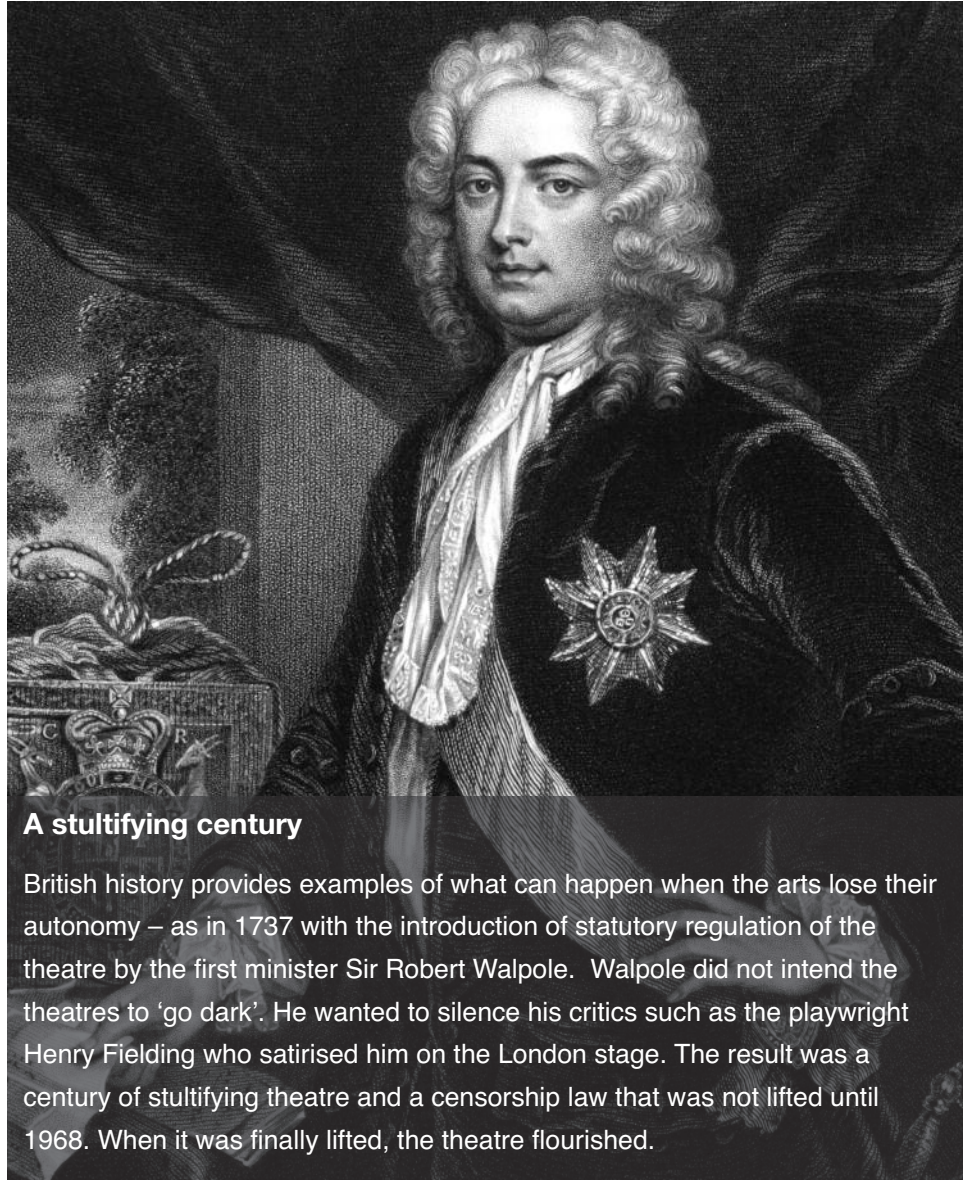 C R
A stultifying century
British history provides examples of what can happen when the arts lose their
autonomy – as in 1737 with the introduction of statutory regulation of the
theatre by the first minister Sir Robert Walpole.  Walpole did not intend the
theatres to ‘go dark’. He wanted to silence his critics such as the playwright
Henry Fielding who satirised him on the London stage. The result was a
century of stultifying theatre and a censorship law that was not lifted until
1968. When it was finally lifted, the theatre flourished.